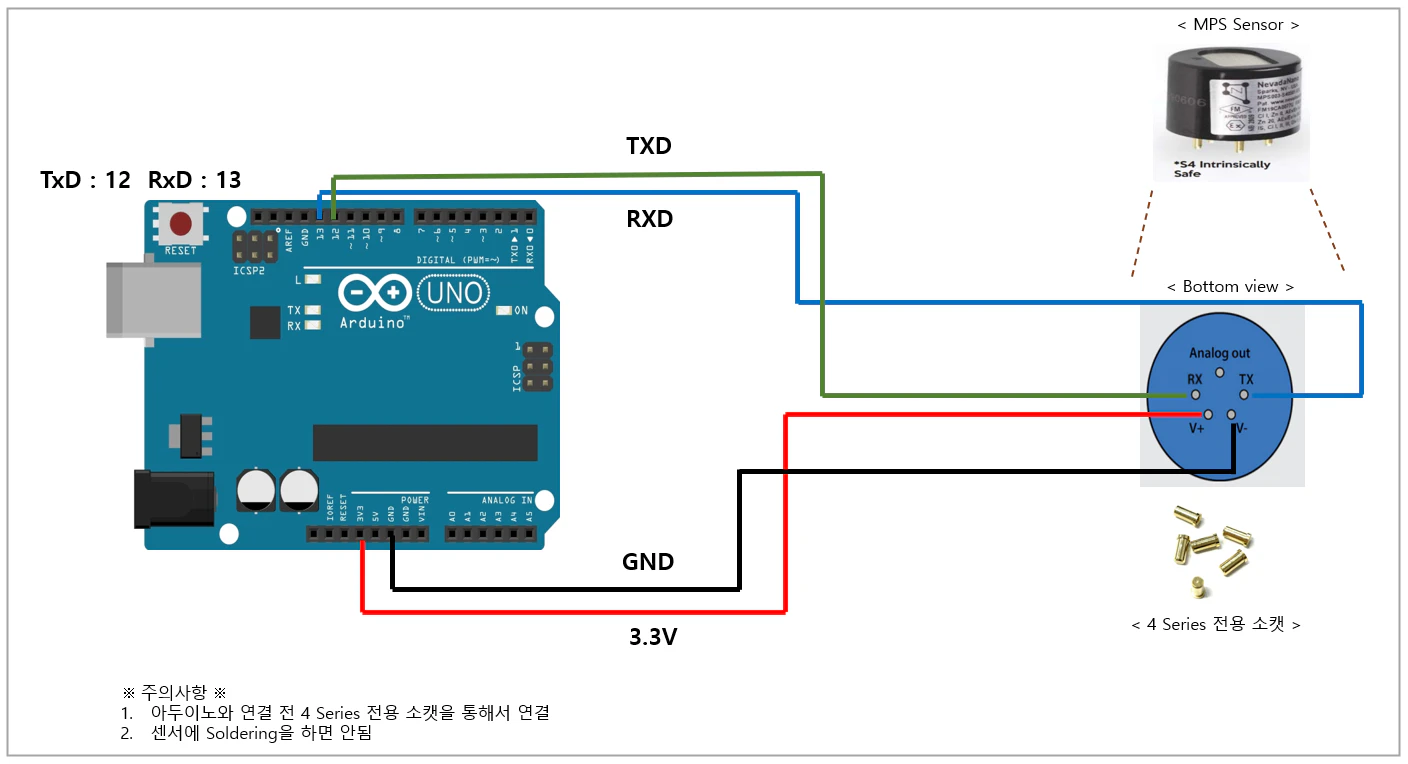 < MPS Sensor >
NevadaNano
Sparks, NV. USA
*S4 Intrinsically
Safe
TXD
TxD : 12 RxD : 13
RXD
RESET
ICSP2
AREF
GND
13
12
~11
~10
~9
8
7
~6
~5
4
~3
2
TXD ▶ 1
RXD ◀ 0
DIGITAL (PWM=~)
L
TX
RX
Arduino™
UNO
ON
1
ICSP
< Bottom view >
Analog out
RX TX
V+ V-
POWER
ANALOG IN
IOREF
RESET
3V3
5V
GND
GND
VIN
A0
A1
A2
A3
A4
A5
GND
3.3V
< 4 Series 전용 소캣 >
※ 주의사항 ※
1. 아두이노와 연결 전 4 Series 전용 소캣을 통해서 연결
2. 센서에 Soldering을 하면 안됨